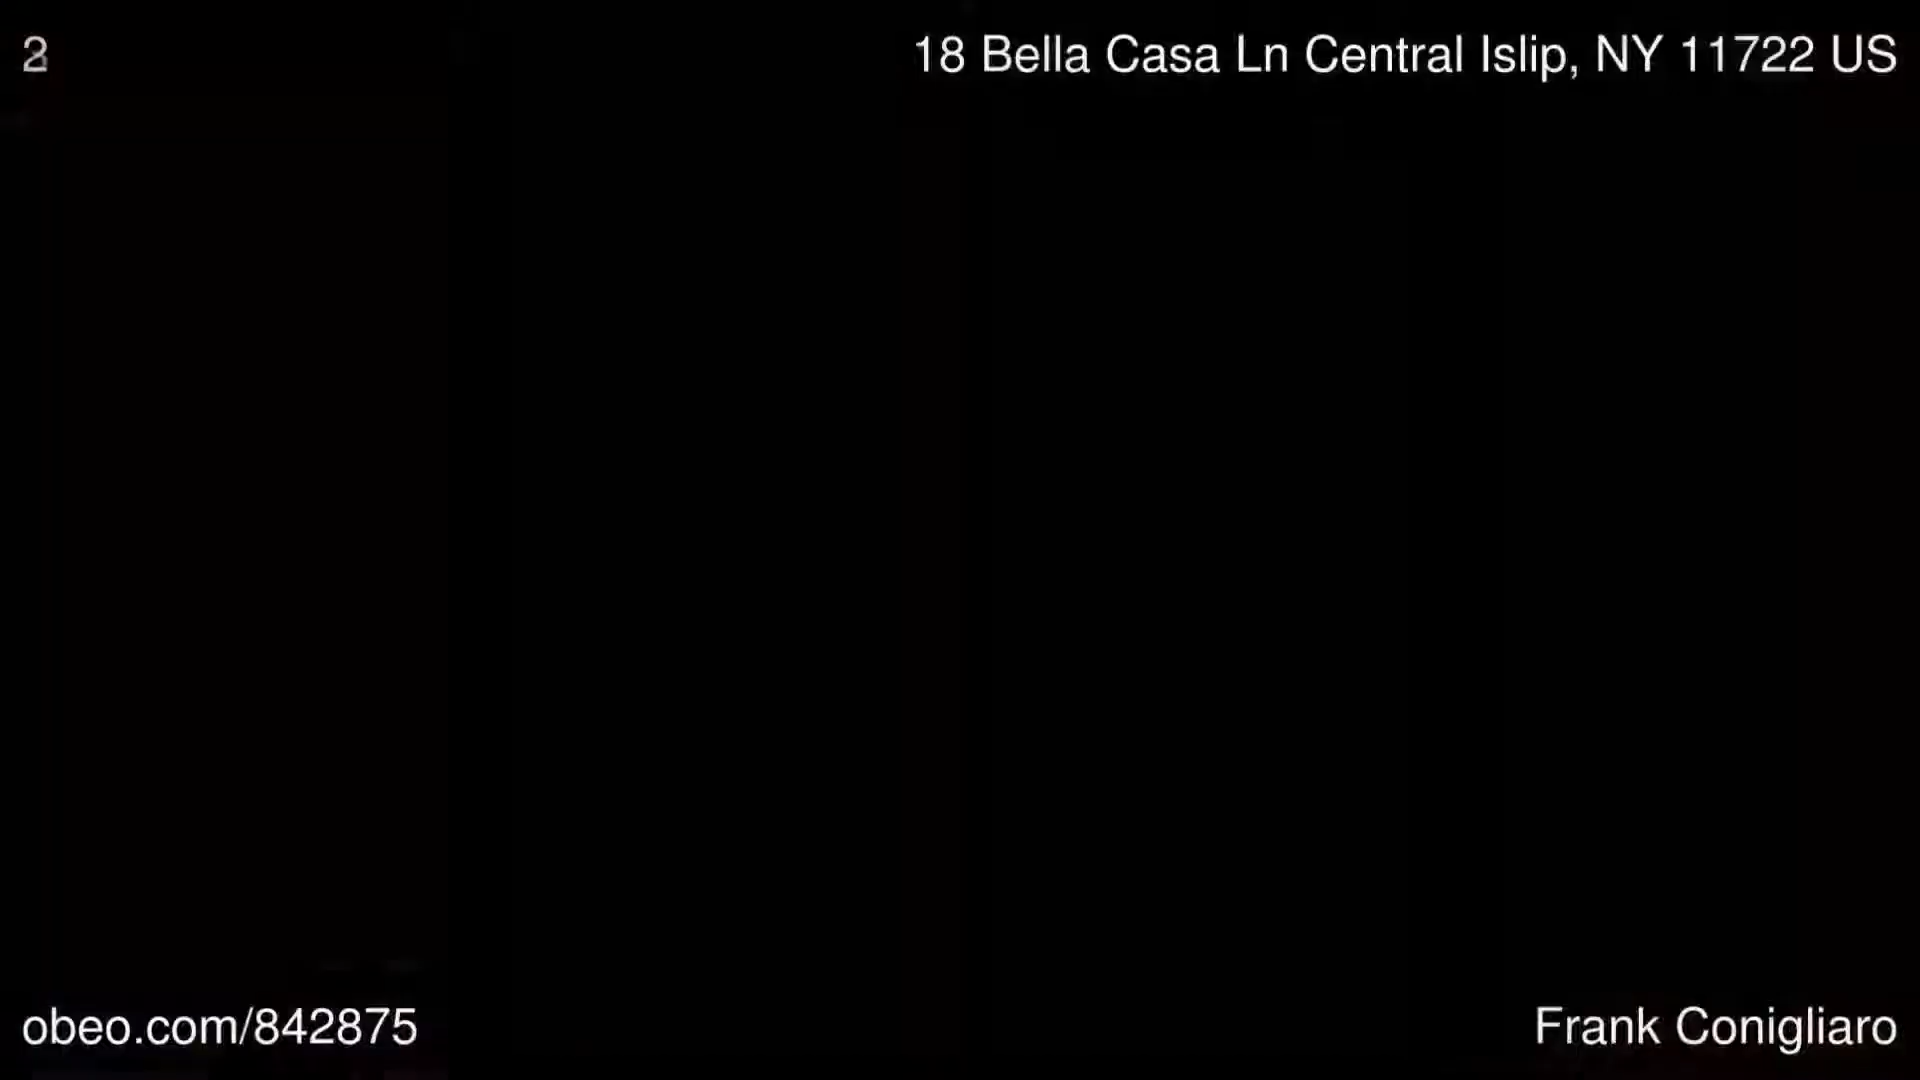 2
18 Bella Casa Ln Central Islip, NY 11722 US
obeo.com/842875
Frank Conigliaro